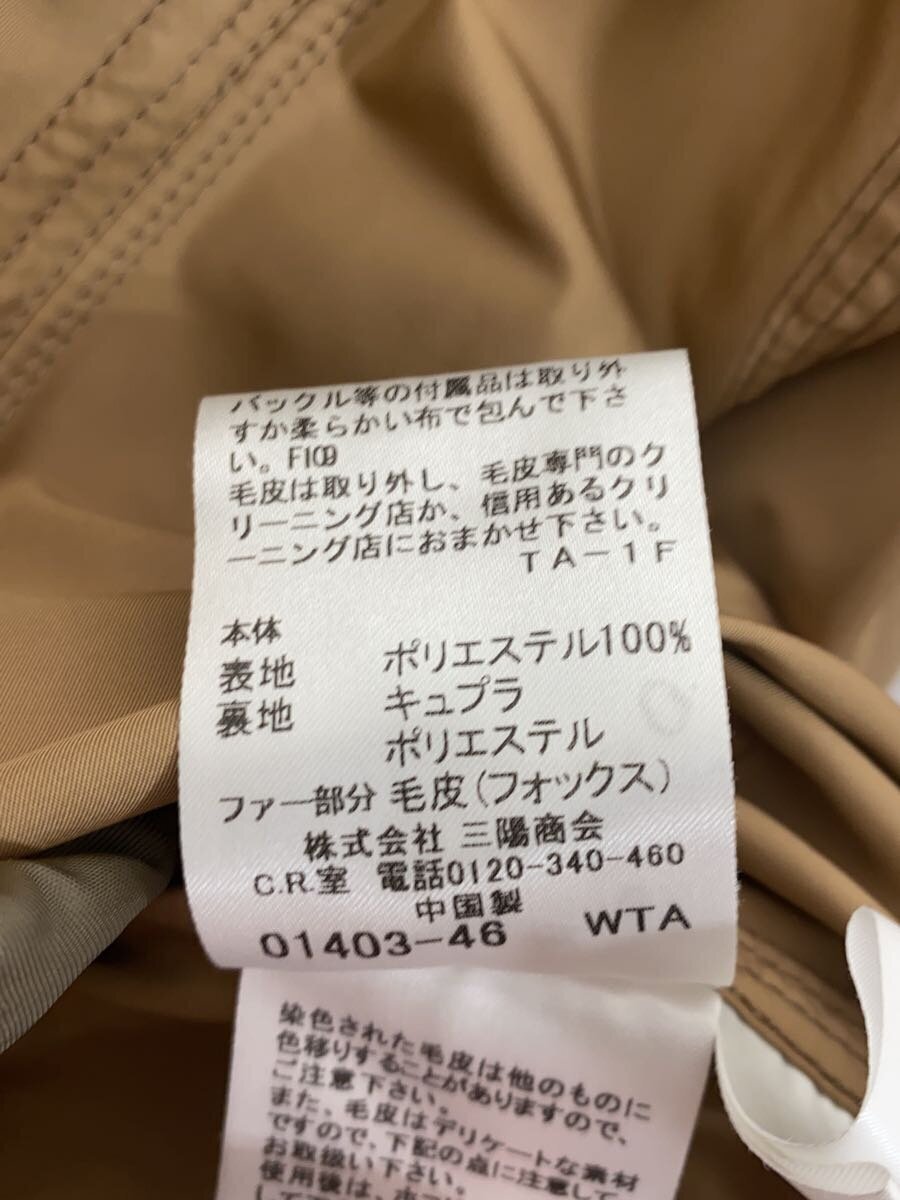 バックル等の付属品は取り外
すか柔らかい布で包んで下さ
い。F109
毛皮は取り外し、毛皮専門のク
リーニング店か、信用あるクリ
ーニング店におまかせ下さい。
TA-1F
本体
表地 ポリエステル100%
裏地 キュプラ
ポリエステル
ファー部分 毛皮(フォックス)
株式会社 三陽商会
C.R.室 電話0120-340-460
中国製
01403-46 WTA
染色された毛皮は他のものに
色移りすることがありますので、
ご注意下さい。
また、毛皮はデリケートな素材
ですので、下記の点に注意して
お取扱い下さい。
使用後は、